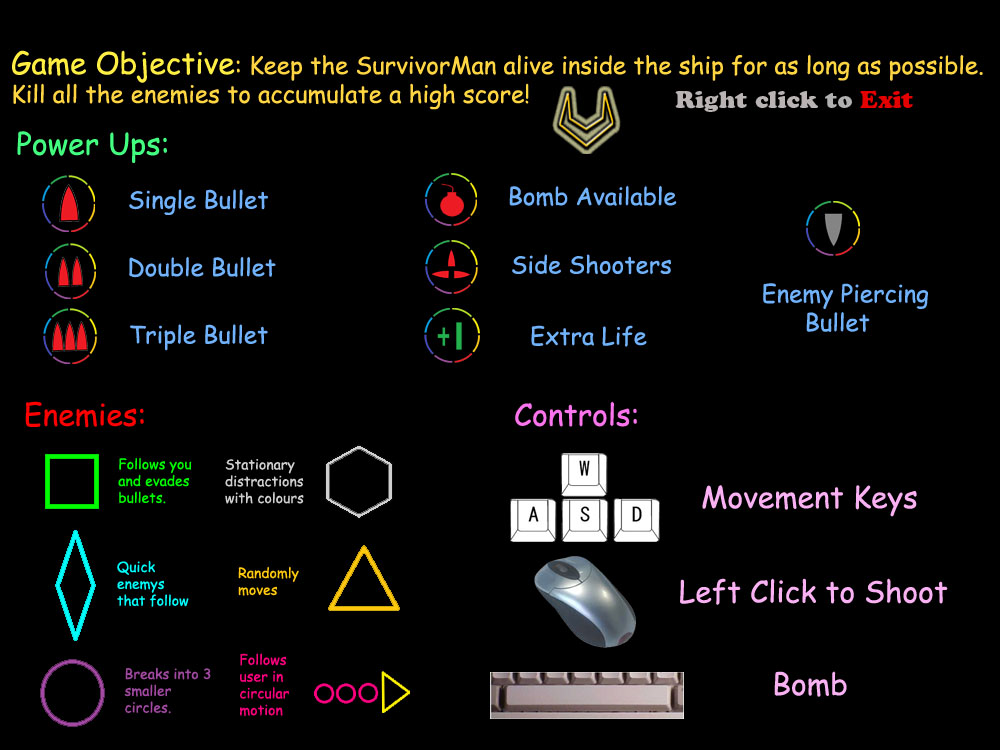 Game Objective: Keep the SurvivorMan alive inside the ship for as long as possible.
Kill all the enemies to accumulate a high score!
Right click to Exit
Power Ups:
Single Bullet
Bomb Available
Double Bullet
Side Shooters
Triple Bullet
Extra Life
Enemy Piercing
Bullet
Enemies:
Follows you
and evades
bullets.
Stationary
distractions
with colours
Quick
enemys
that follow
Randomly
moves
Breaks into 3
smaller
circles.
Follows
user in
circular
motion
Controls:
W
A S D
Movement Keys
Left Click to Shoot
Bomb